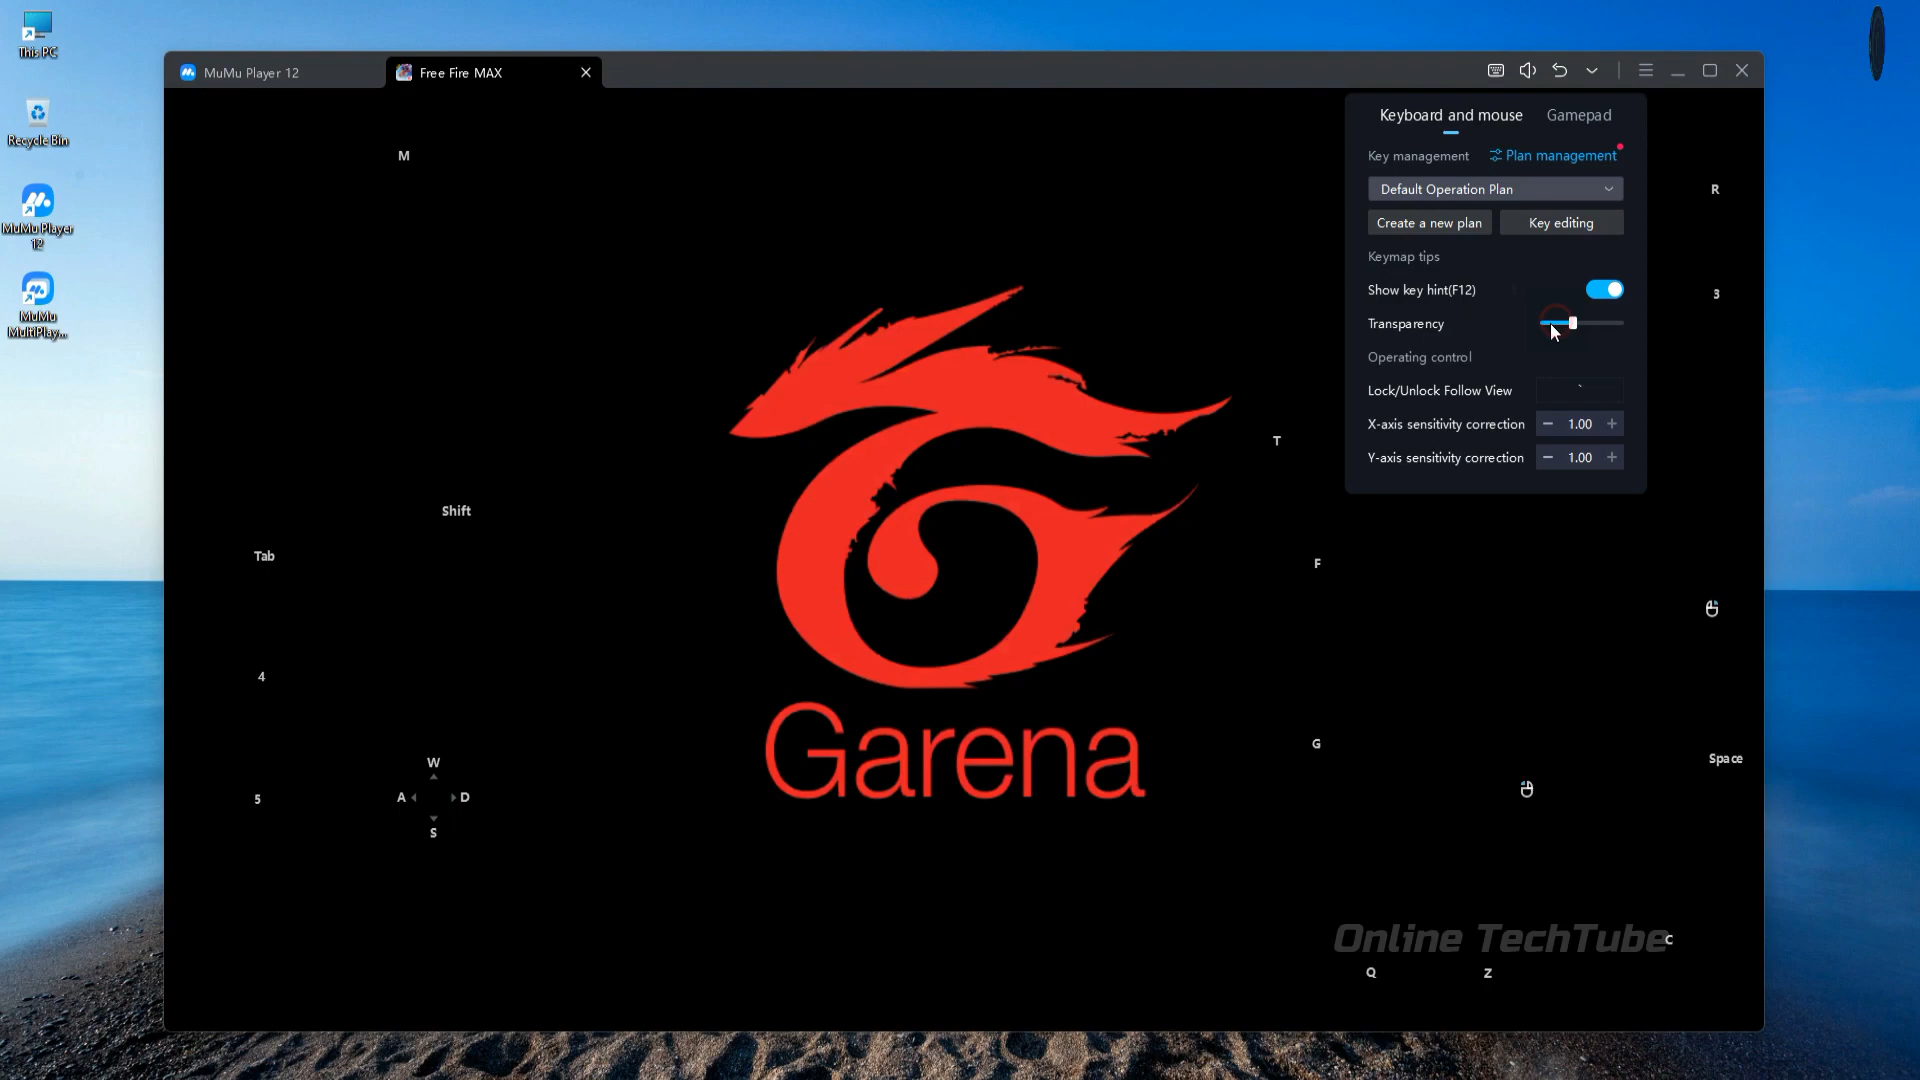 This PC
Recycle Bin
MuMu Player
12
MuMu
MultiPlay...
MuMu Player 12
Free Fire MAX
Keyboard and mouse
Gamepad
Key management
Plan management
Default Operation Plan
Create a new plan
Key editing
Keymap tips
Show key hint(F12)
Transparency
Operating control
Lock/Unlock Follow View
`
X-axis sensitivity correction
− 1.00 +
Y-axis sensitivity correction
− 1.00 +
M
R
3
T
Shift
Tab
F
4
G
W
A
D
S
5
Space
Garena
Online TechTube
C
Q
Z